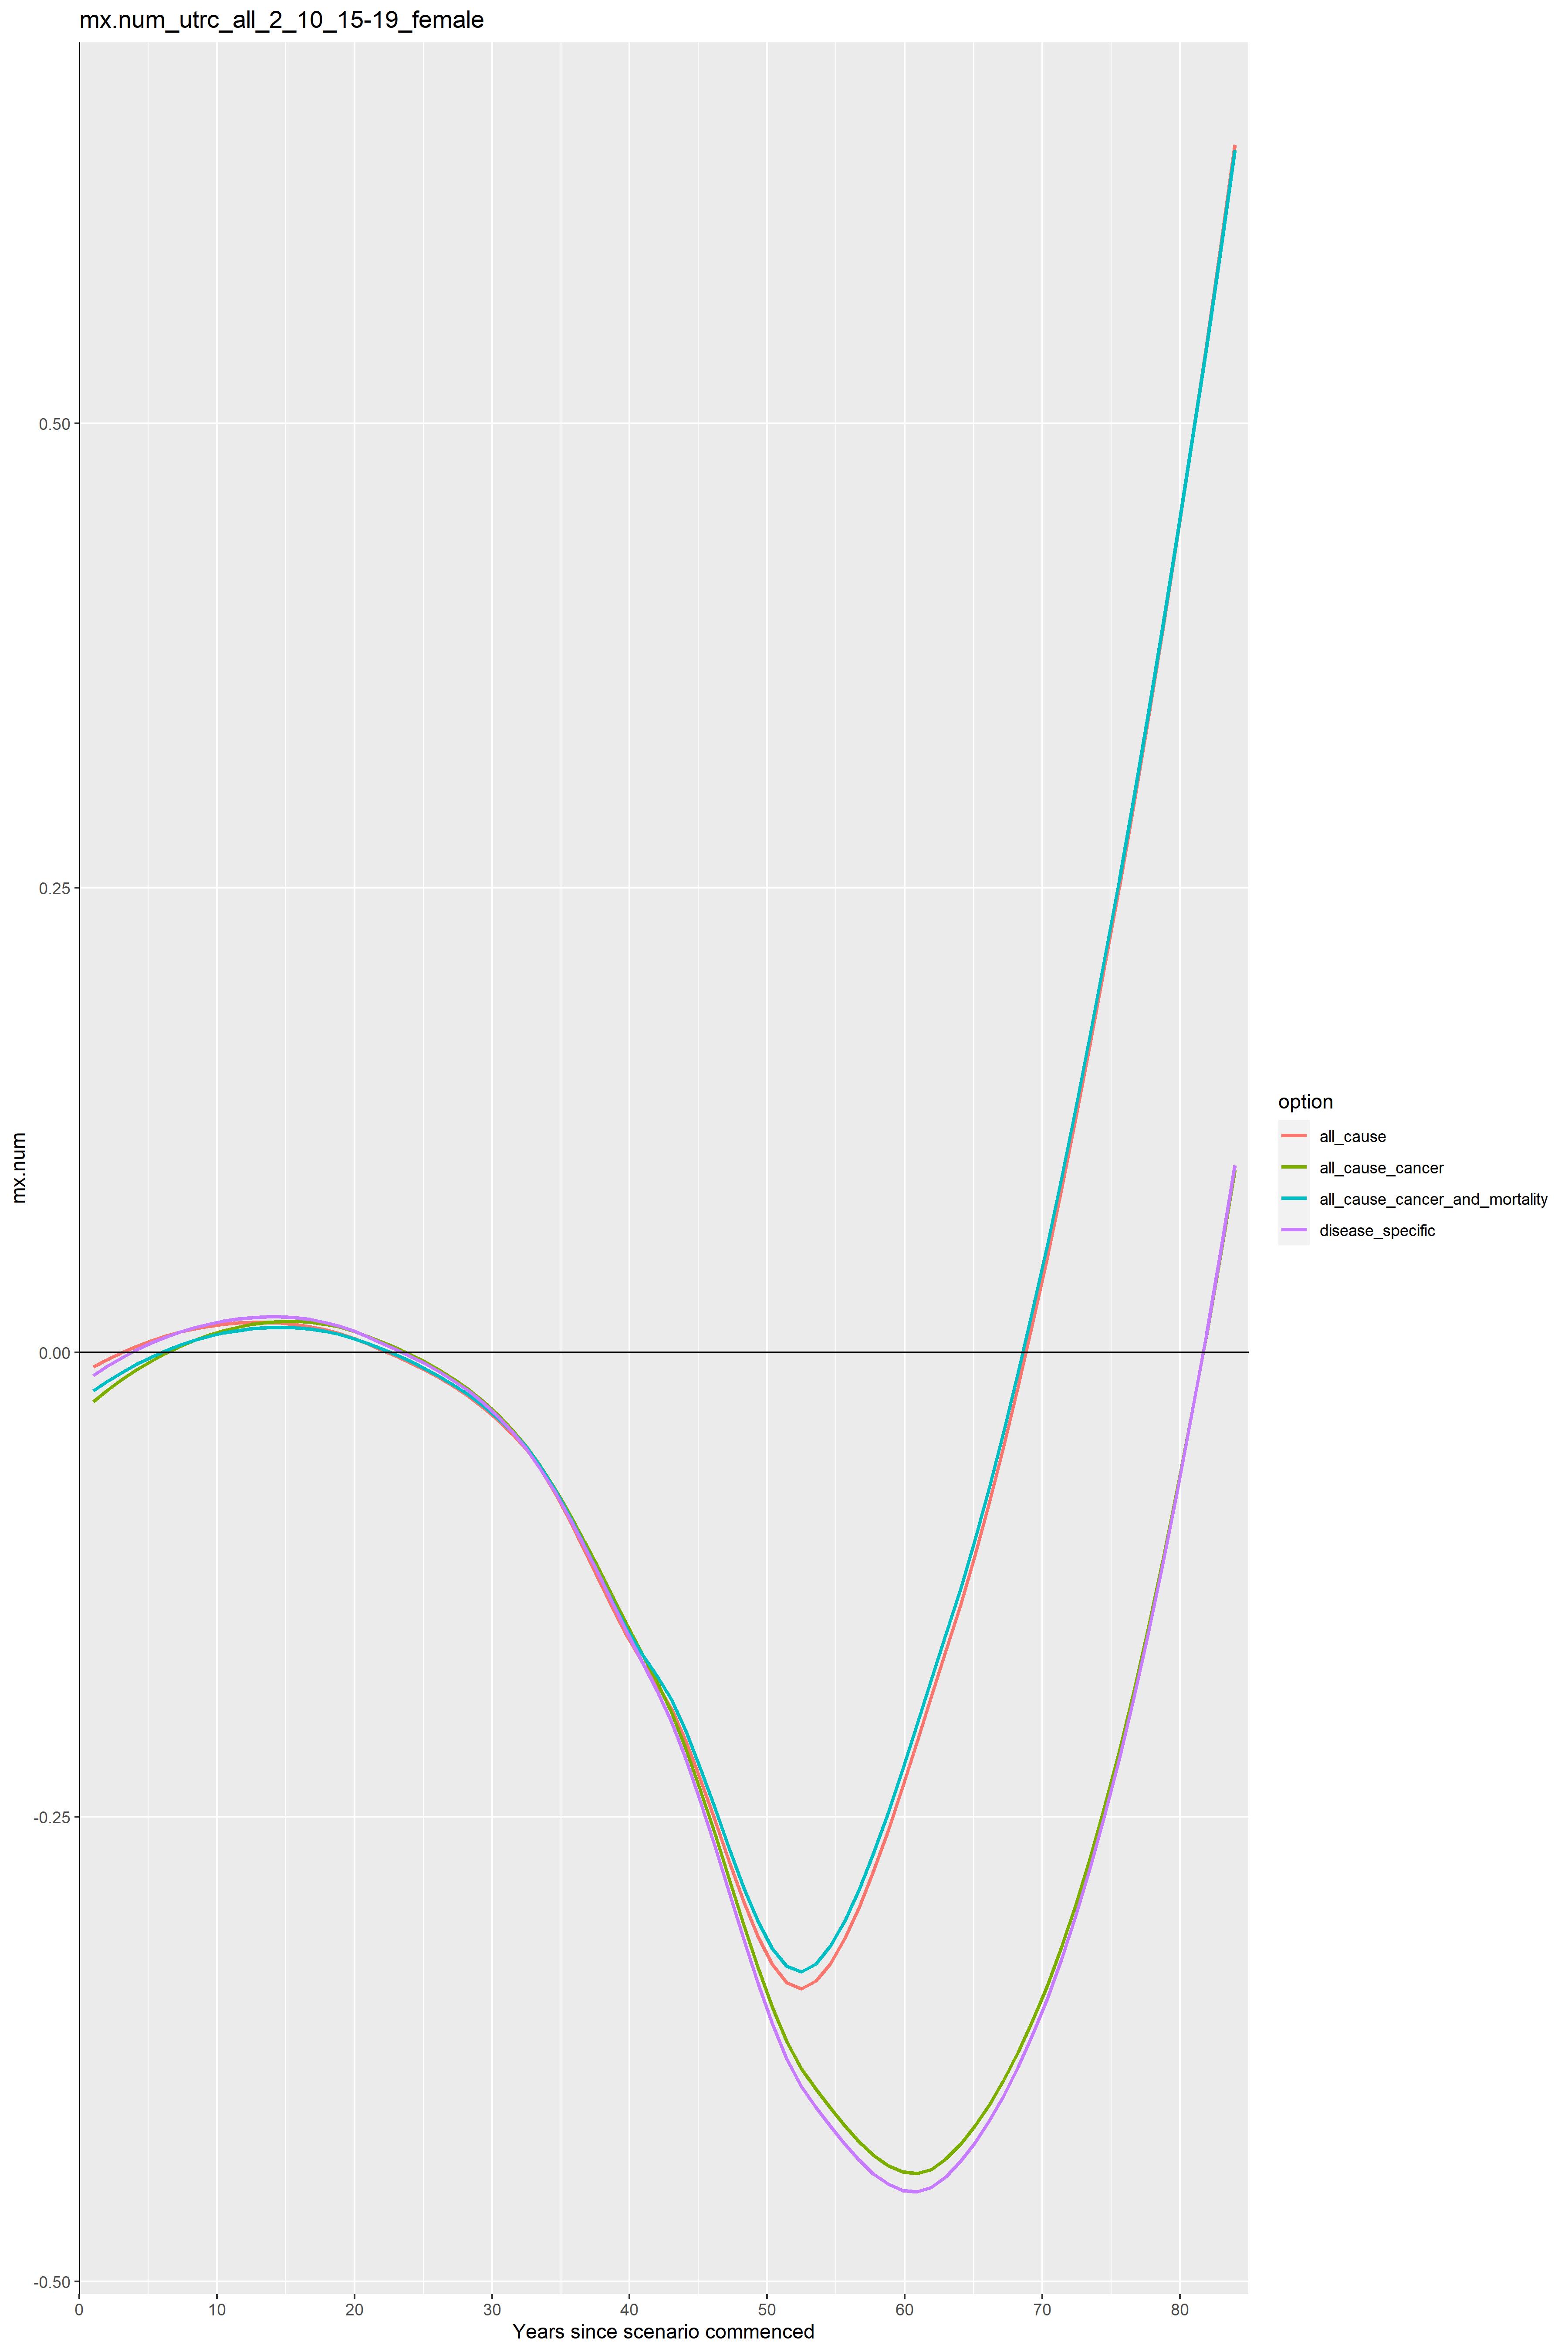 mx.num_utrc_all_2_10_15-19_female
0.50
0.25
0.00
-0.25
-0.50
mx.num
0 10 20 30 40 50 60 70 80
Years since scenario commenced
option
all_cause
all_cause_cancer
all_cause_cancer_and_mortality
disease_specific